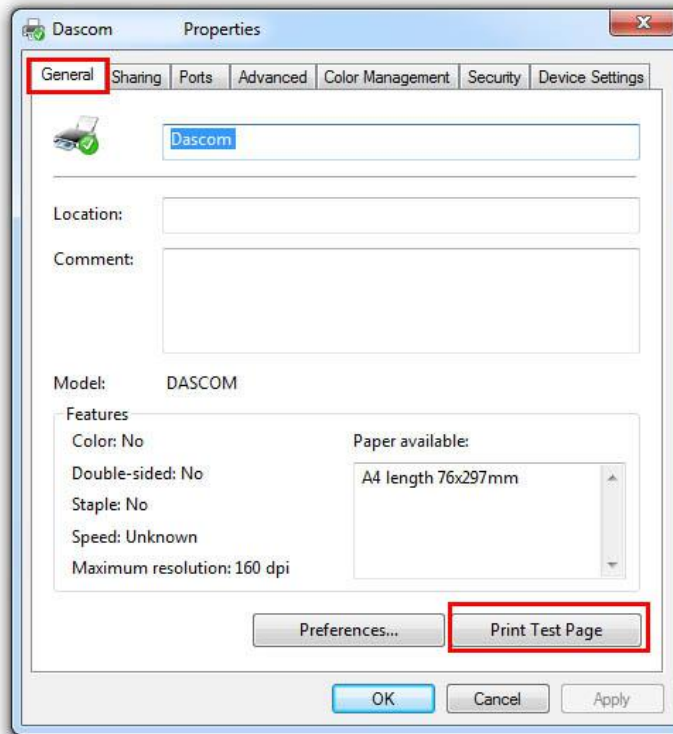 Dascom Properties
General Sharing Ports Advanced Color Management Security Device Settings
Dascom
Location:
Comment:
Model: DASCOM
Features
Color: No
Double-sided: No
Staple: No
Speed: Unknown
Maximum resolution: 160 dpi
Paper available:
A4 length 76x297mm
Preferences... Print Test Page
OK Cancel Apply